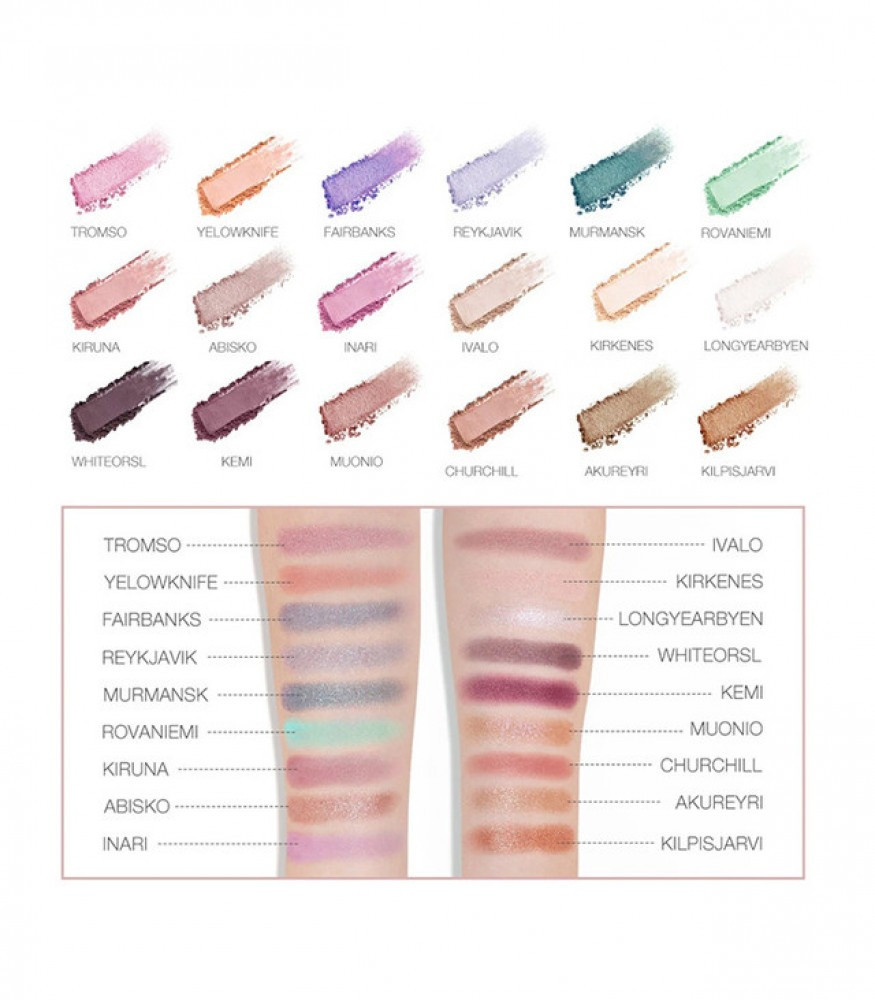 TROMSO
YELOWKNIFE
FAIRBANKS
REYKJAVIK
MURMANSK
ROVANIEMI
KIRUNA
ABISKO
INARI
IVALO
KIRKENES
LONGYEARBYEN
WHITEORSL
KEMI
MUONIO
CHURCHILL
AKUREYRI
KILPISJARVI
TROMSO
YELOWKNIFE
FAIRBANKS
REYKJAVIK
MURMANSK
ROVANIEMI
KIRUNA
ABISKO
INARI
IVALO
KIRKENES
LONGYEARBYEN
WHITEORSL
KEMI
MUONIO
CHURCHILL
AKUREYRI
KILPISJARVI